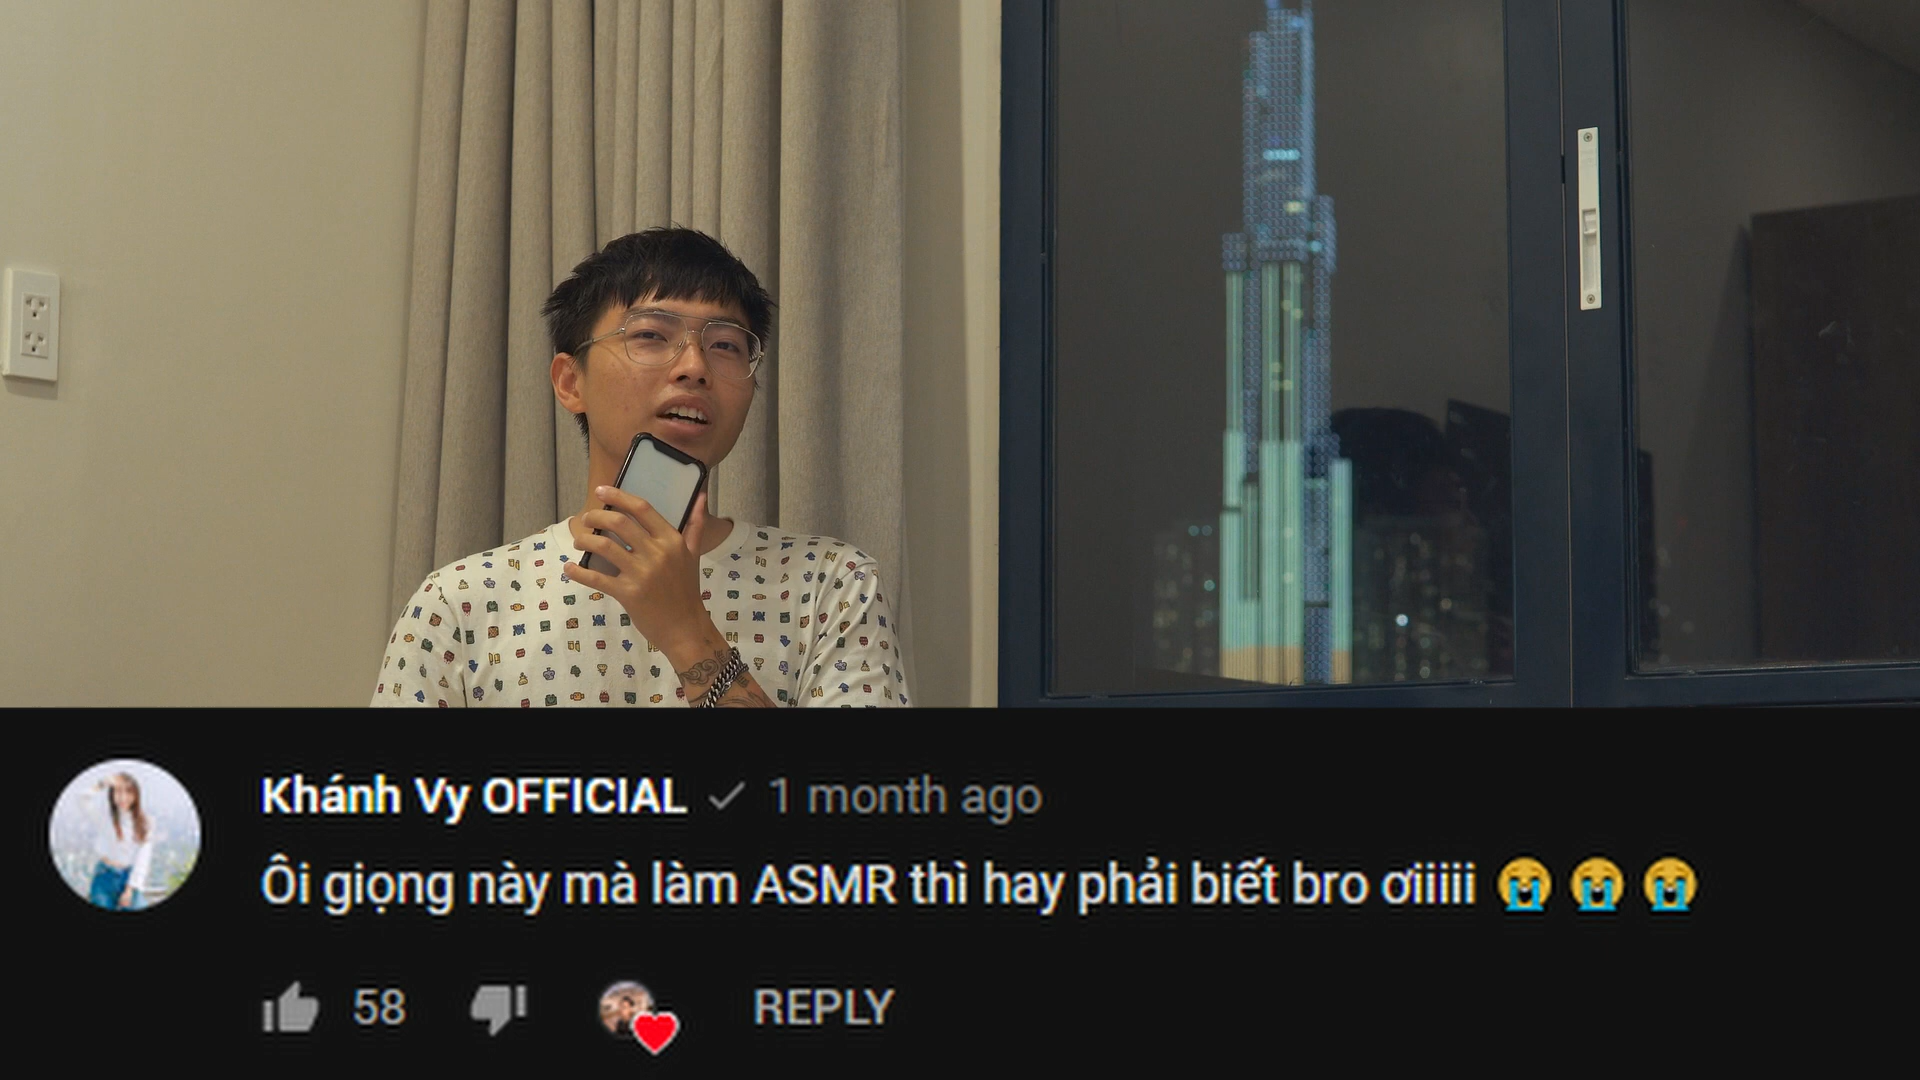 Khánh Vy OFFICIAL ✓ 1 month ago
Ôi giọng này mà làm ASMR thì hay phải biết bro ơiiiii 😭 😭 😭
58 REPLY